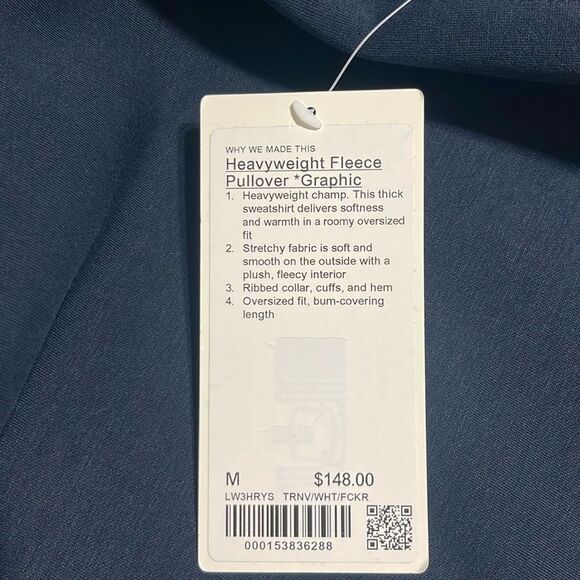 WHY WE MADE THIS
Heavyweight Fleece
Pullover *Graphic
1. Heavyweight champ. This thick
sweatshirt delivers softness
and warmth in a roomy oversized
fit
2. Stretchy fabric is soft and
smooth on the outside with a
plush, fleecy interior
3. Ribbed collar, cuffs, and hem
4. Oversized fit, bum-covering
length
M $148.00
LW3HRYS TRNV/WHT/FCKR
000153836288